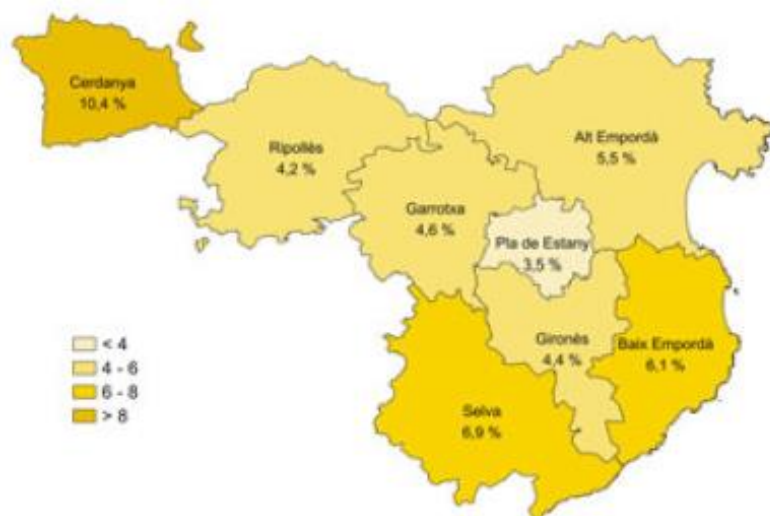 Cerdanya
10,4 %
Ripollès
4,2 %
Alt Empordà
5,5 %
Garrotxa
4,6 %
Pla de Estany
3,5 %
Gironès
4,4 %
Baix Empordà
6,1 %
Selva
6,9 %
< 4
4 - 6
6 - 8
> 8